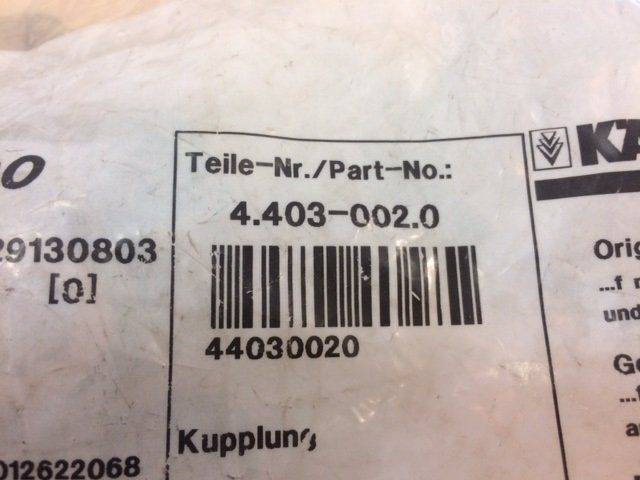 Teile-Nr./Part-No.:
4.403-002.0
29130803
[0]
44030020
Kupplung
012622068
Orig
...f
und